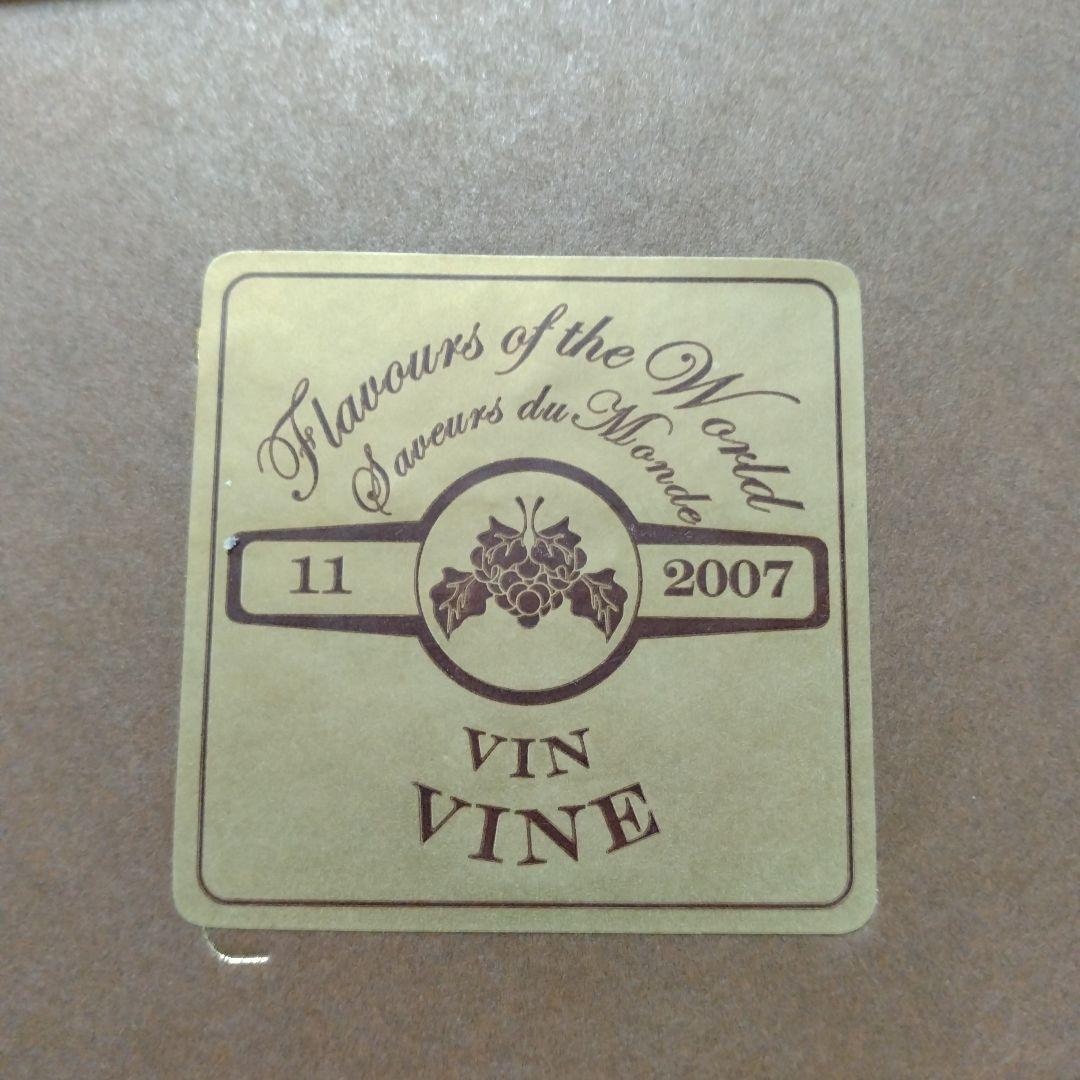 Flavours of the World
Saveurs du Monde
11
2007
VIN
VINE